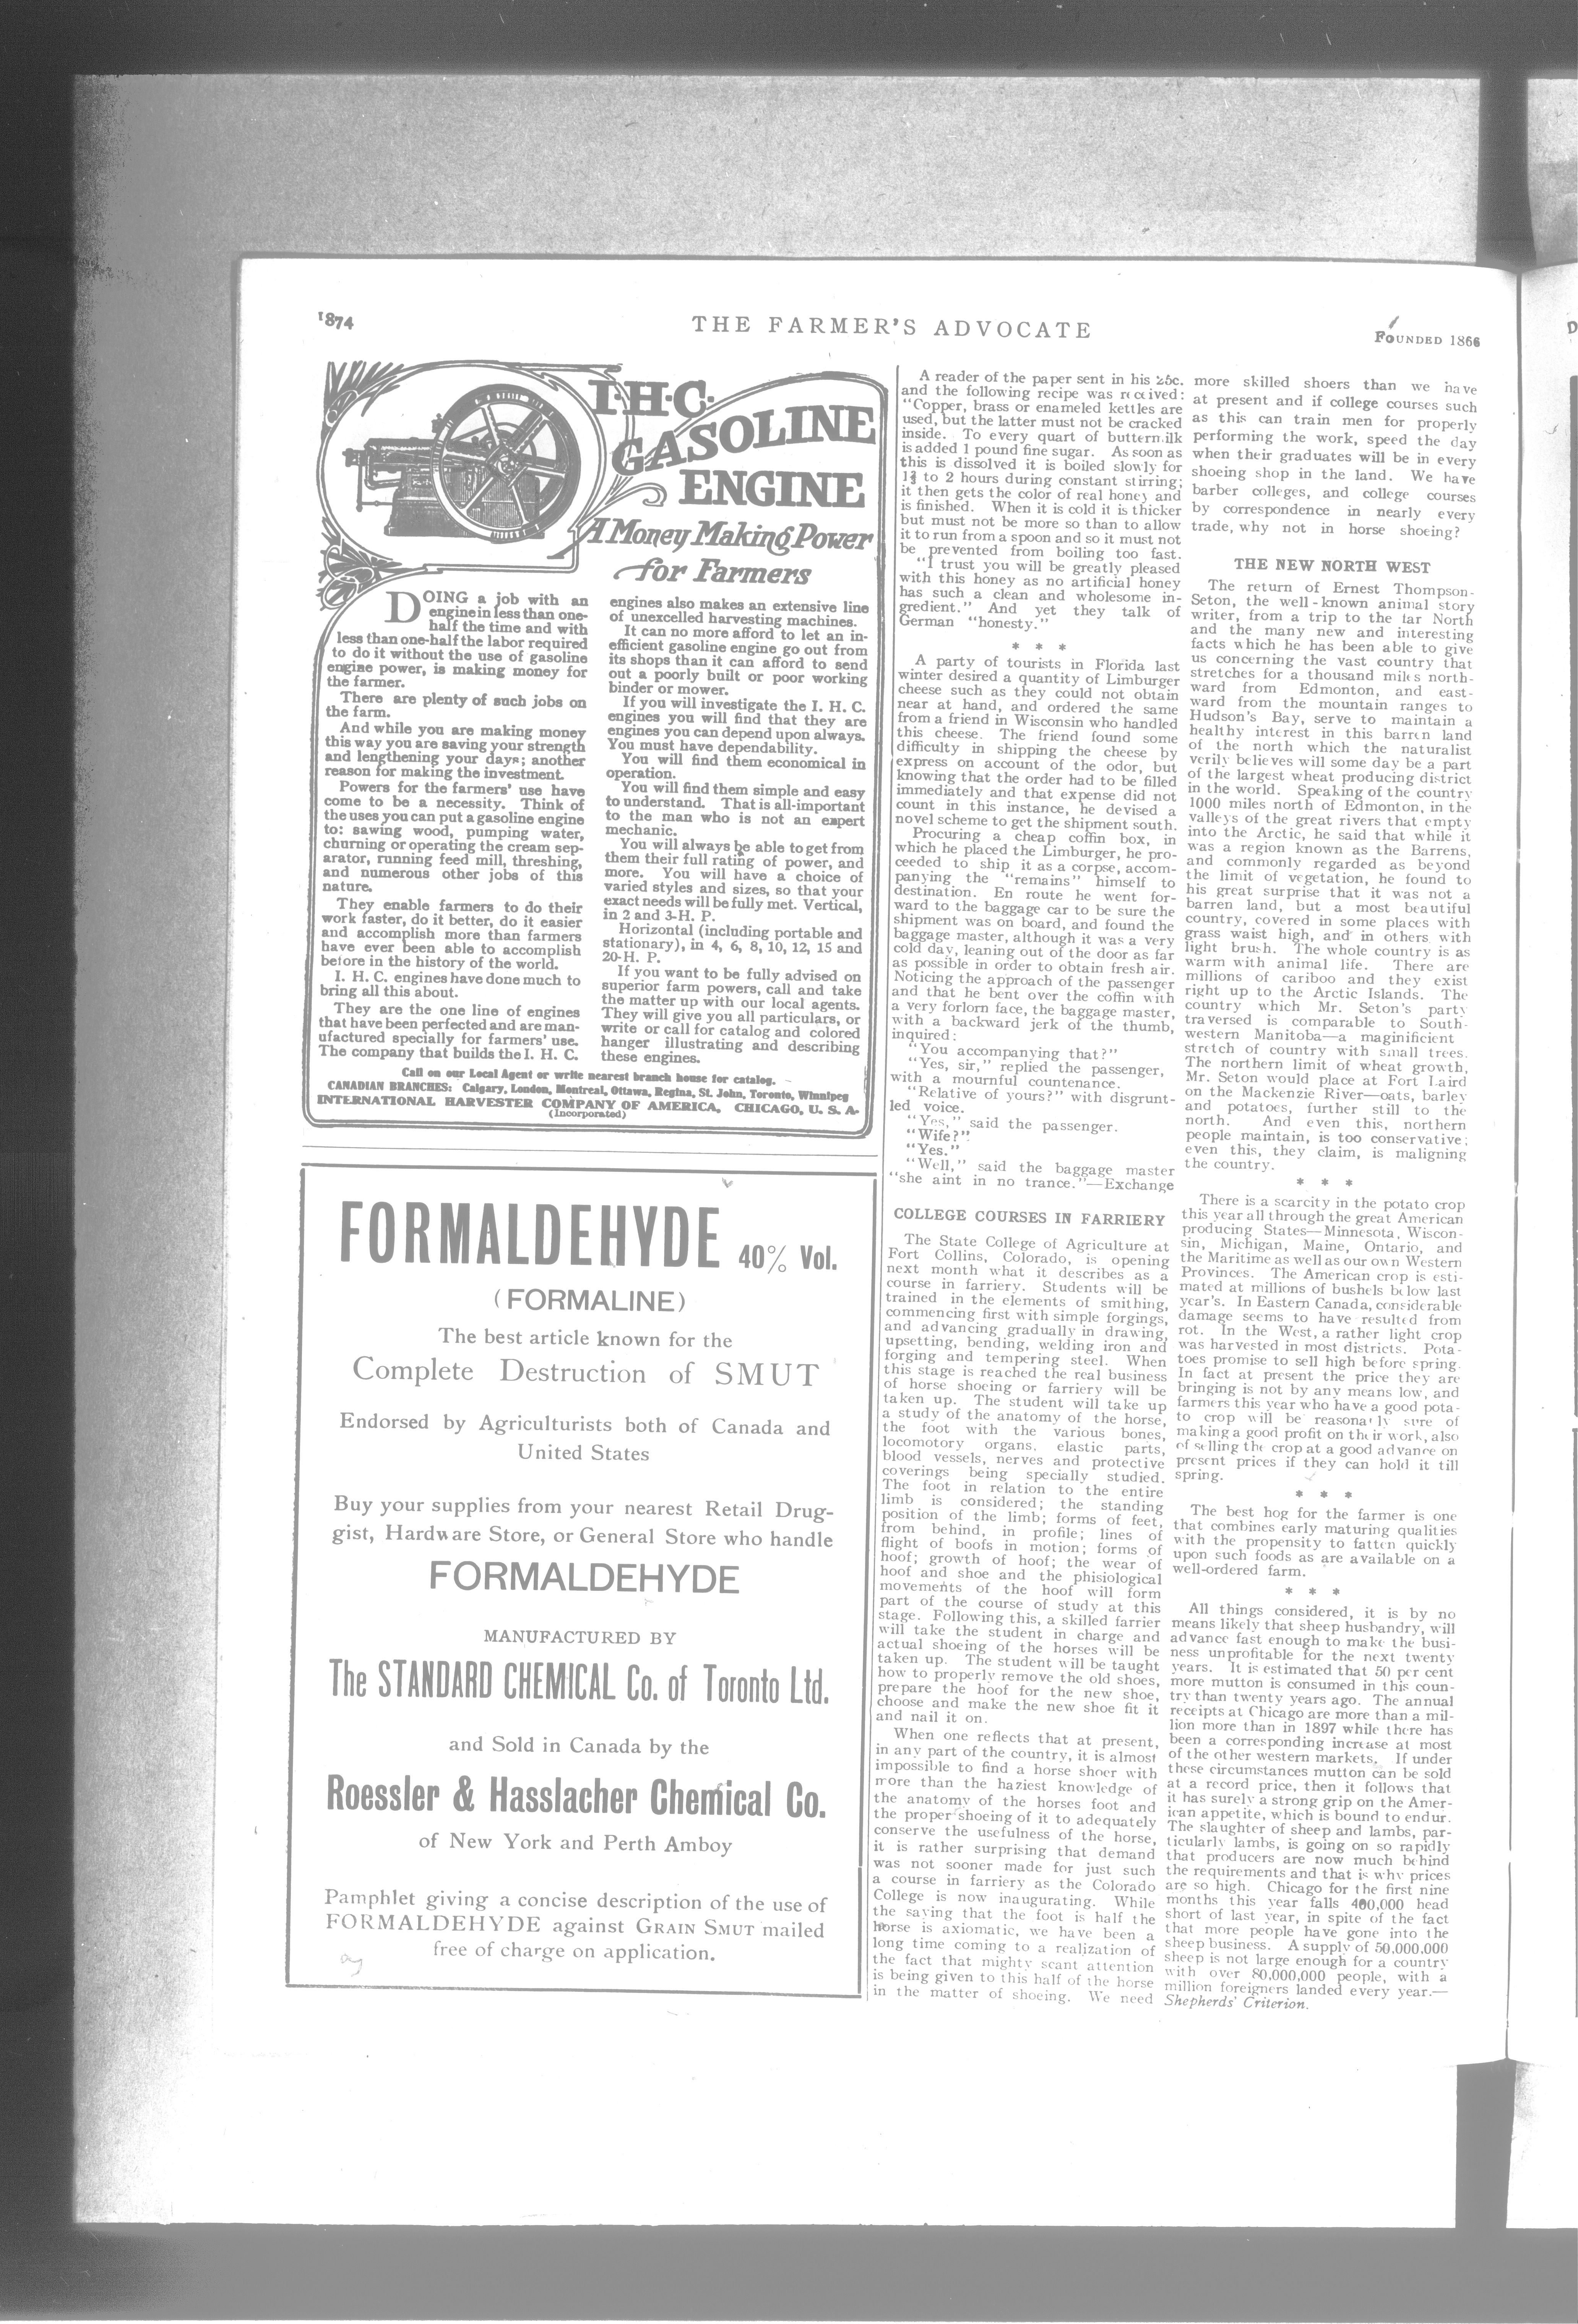 1874
THE FARMER'S ADVOCATE
FOUNDED 1866
I·H·C·
GASOLINE
ENGINE
A Money Making Power
for Farmers
DOING a job with an
engine in less than one-
half the time and with
less than one-half the labor required
to do it without the use of gasoline
engine power, is making money for
the farmer.
There are plenty of such jobs on
the farm.
And while you are making money
this way you are saving your strength
and lengthening your days; another
reason for making the investment.
Powers for the farmers' use have
come to be a necessity. Think of
the uses you can put a gasoline engine
to: sawing wood, pumping water,
churning or operating the cream sep-
arator, running feed mill, threshing,
and numerous other jobs of this
nature.
They enable farmers to do their
work faster, do it better, do it easier
and accomplish more than farmers
have ever been able to accomplish
before in the history of the world.
I. H. C. engines have done much to
bring all this about.
They are the one line of engines
that have been perfected and are man-
ufactured specially for farmers' use.
The company that builds the I. H. C.
engines also makes an extensive line
of unexcelled harvesting machines.
It can no more afford to let an in-
efficient gasoline engine go out from
its shops than it can afford to send
out a poorly built or poor working
binder or mower.
If you will investigate the I. H. C.
engines you will find that they are
engines you can depend upon always.
You must have dependability.
You will find them economical in
operation.
You will find them simple and easy
to understand. That is all-important
to the man who is not an expert
mechanic.
You will always be able to get from
them their full rating of power, and
more. You will have a choice of
varied styles and sizes, so that your
exact needs will be fully met. Vertical,
in 2 and 3-H. P.
Horizontal (including portable and
stationary), in 4, 6, 8, 10, 12, 15 and
20-H. P.
If you want to be fully advised on
superior farm powers, call and take
the matter up with our local agents.
They will give you all particulars, or
write or call for catalog and colored
hanger illustrating and describing
these engines.
Call on our Local Agent or write nearest branch house for catalog.
CANADIAN BRANCHES: Calgary, London, Montreal, Ottawa, Regina, St. John, Toronto, Winnipeg
INTERNATIONAL HARVESTER COMPANY OF AMERICA, CHICAGO, U. S. A.
(Incorporated)
FORMALDEHYDE 40% Vol.
(FORMALINE)
The best article known for the
Complete Destruction of SMUT
Endorsed by Agriculturists both of Canada and
United States
Buy your supplies from your nearest Retail Drug-
gist, Hardware Store, or General Store who handle
FORMALDEHYDE
MANUFACTURED BY
The STANDARD CHEMICAL Co. of Toronto Ltd.
and Sold in Canada by the
Roessler & Hasslacher Chemical Co.
of New York and Perth Amboy
Pamphlet giving a concise description of the use of
FORMALDEHYDE against GRAIN SMUT mailed
free of charge on application.
A reader of the paper sent in his 25c.
and the following recipe was received:
"Copper, brass or enameled kettles are
used, but the latter must not be cracked
inside. To every quart of buttermilk
is added 1 pound fine sugar. As soon as
this is dissolved it is boiled slowly for
1¾ to 2 hours during constant stirring;
it then gets the color of real honey and
is finished. When it is cold it is thicker
but must not be more so than to allow
it to run from a spoon and so it must not
be prevented from boiling too fast.
"I trust you will be greatly pleased
with this honey as no artificial honey
has such a clean and wholesome in-
gredient." And yet they talk of
German "honesty."
* * *
A party of tourists in Florida last
winter desired a quantity of Limburger
cheese such as they could not obtain
near at hand, and ordered the same
from a friend in Wisconsin who handled
this cheese. The friend found some
difficulty in shipping the cheese by
express on account of the odor, but
knowing that the order had to be filled
immediately and that expense did not
count in this instance, he devised a
novel scheme to get the shipment south.
Procuring a cheap coffin box, in
which he placed the Limburger, he pro-
ceeded to ship it as a corpse, accom-
panying the "remains" himself to
destination. En route he went for-
ward to the baggage car to be sure the
shipment was on board, and found the
baggage master, although it was a very
cold day, leaning out of the door as far
as possible in order to obtain fresh air.
Noticing the approach of the passenger
and that he bent over the coffin with
a very forlorn face, the baggage master,
with a backward jerk of the thumb,
inquired:
"You accompanying that?"
"Yes, sir," replied the passenger,
with a mournful countenance.
"Relative of yours?" with disgrunt-
led voice.
"Yes," said the passenger.
"Wife?"
"Yes."
"Well," said the baggage master
"she aint in no trance."—Exchange
COLLEGE COURSES IN FARRIERY
The State College of Agriculture at
Fort Collins, Colorado, is opening
next month what it describes as a
course in farriery. Students will be
trained in the elements of smithing,
commencing first with simple forgings,
and advancing gradually in drawing,
upsetting, bending, welding iron and
forging and tempering steel. When
this stage is reached the real business
of horse shoeing or farriery will be
taken up. The student will take up
a study of the anatomy of the horse,
the foot with the various bones,
locomotory organs. elastic parts,
blood vessels, nerves and protective
coverings being specially studied.
The foot in relation to the entire
limb is considered; the standing
position of the limb; forms of feet,
from behind, in profile; lines of
flight of boofs in motion; forms of
hoof; growth of hoof; the wear of
hoof and shoe and the phisiological
movements of the hoof will form
part of the course of study at this
stage. Following this, a skilled farrier
will take the student in charge and
actual shoeing of the horses will be
taken up. The student will be taught
how to properly remove the old shoes,
prepare the hoof for the new shoe,
choose and make the new shoe fit it
and nail it on.
When one reflects that at present,
in any part of the country, it is almost
impossible to find a horse shoer with
more than the haziest knowledge of
the anatomy of the horses foot and
the proper shoeing of it to adequately
conserve the usefulness of the horse,
it is rather surprising that demand
was not sooner made for just such
a course in farriery as the Colorado
College is now inaugurating. While
the saying that the foot is half the
horse is axiomatic, we have been a
long time coming to a realization of
the fact that mighty scant attention
is being given to this half of the horse
in the matter of shoeing. We need
more skilled shoers than we have
at present and if college courses such
as this can train men for properly
performing the work, speed the day
when their graduates will be in every
shoeing shop in the land. We have
barber colleges, and college courses
by correspondence in nearly every
trade, why not in horse shoeing?
THE NEW NORTH WEST
The return of Ernest Thompson-
Seton, the well-known animal story
writer, from a trip to the far North
and the many new and interesting
facts which he has been able to give
us concerning the vast country that
stretches for a thousand miles north-
ward from Edmonton, and east-
ward from the mountain ranges to
Hudson's Bay, serve to maintain a
healthy interest in this barren land
of the north which the naturalist
verily believes will some day be a part
of the largest wheat producing district
in the world. Speaking of the country
1000 miles north of Edmonton, in the
valleys of the great rivers that empty
into the Arctic, he said that while it
was a region known as the Barrens,
and commonly regarded as beyond
the limit of vegetation, he found to
his great surprise that it was not a
barren land, but a most beautiful
country, covered in some places with
grass waist high, and in others with
light brush. The whole country is as
warm with animal life. There are
millions of cariboo and they exist
right up to the Arctic Islands. The
country which Mr. Seton's party
traversed is comparable to South-
western Manitoba—a maginificient
stretch of country with small trees.
The northern limit of wheat growth,
Mr. Seton would place at Fort Laird
on the Mackenzie River—oats, barley
and potatoes, further still to the
north. And even this, northern
people maintain, is too conservative;
even this, they claim, is maligning
the country.
* * *
There is a scarcity in the potato crop
this year all through the great American
producing States—Minnesota, Wiscon-
sin, Michigan, Maine, Ontario, and
the Maritime as well as our own Western
Provinces. The American crop is esti-
mated at millions of bushels below last
year's. In Eastern Canada, considerable
damage seems to have resulted from
rot. In the West, a rather light crop
was harvested in most districts. Pota-
toes promise to sell high before spring.
In fact at present the price they are
bringing is not by any means low, and
farmers this year who have a good pota-
to crop will be reasonably sure of
making a good profit on their work, also
of selling the crop at a good advance on
present prices if they can hold it till
spring.
* * *
The best hog for the farmer is one
that combines early maturing qualities
with the propensity to fatten quickly
upon such foods as are available on a
well-ordered farm.
* * *
All things considered, it is by no
means likely that sheep husbandry, will
advance fast enough to make the busi-
ness unprofitable for the next twenty
years. It is estimated that 50 per cent
more mutton is consumed in this coun-
try than twenty years ago. The annual
receipts at Chicago are more than a mil-
lion more than in 1897 while there has
been a corresponding increase at most
of the other western markets. If under
these circumstances mutton can be sold
at a record price, then it follows that
it has surely a strong grip on the Amer-
ican appetite, which is bound to endur.
The slaughter of sheep and lambs, par-
ticularly lambs, is going on so rapidly
that producers are now much behind
the requirements and that is why prices
are so high. Chicago for the first nine
months this year falls 400,000 head
short of last year, in spite of the fact
that more people have gone into the
sheep business. A supply of 50,000,000
sheep is not large enough for a country
with over 80,000,000 people, with a
million foreigners landed every year.—
Shepherds' Criterion.